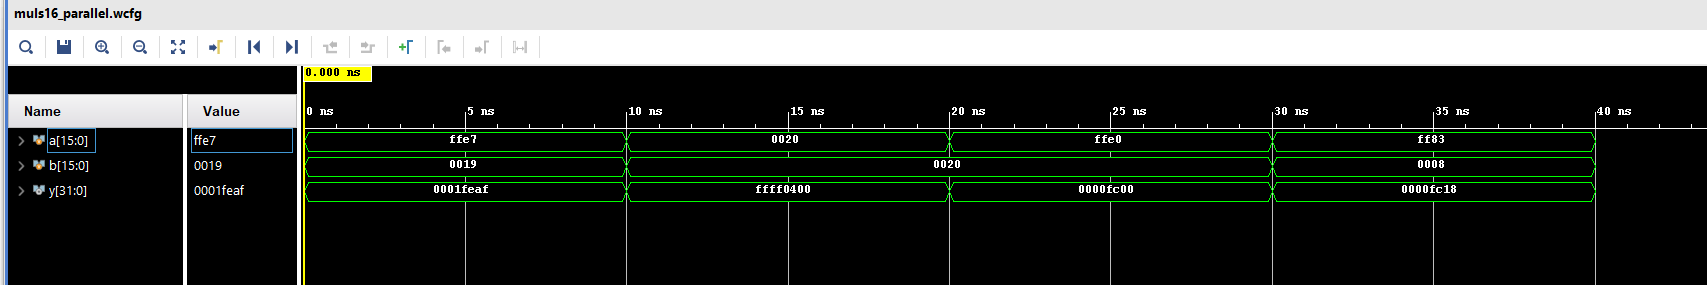 muls16_parallel.wcfg
0.000 ns
Name Value
0 ns 5 ns 10 ns 15 ns 20 ns 25 ns 30 ns 35 ns 40 ns
a[15:0] ffe7 ffe7 0020 ffe0 ff83
b[15:0] 0019 0019 0020 0008
y[31:0] 0001feaf 0001feaf ffff0400 0000fc00 0000fc18